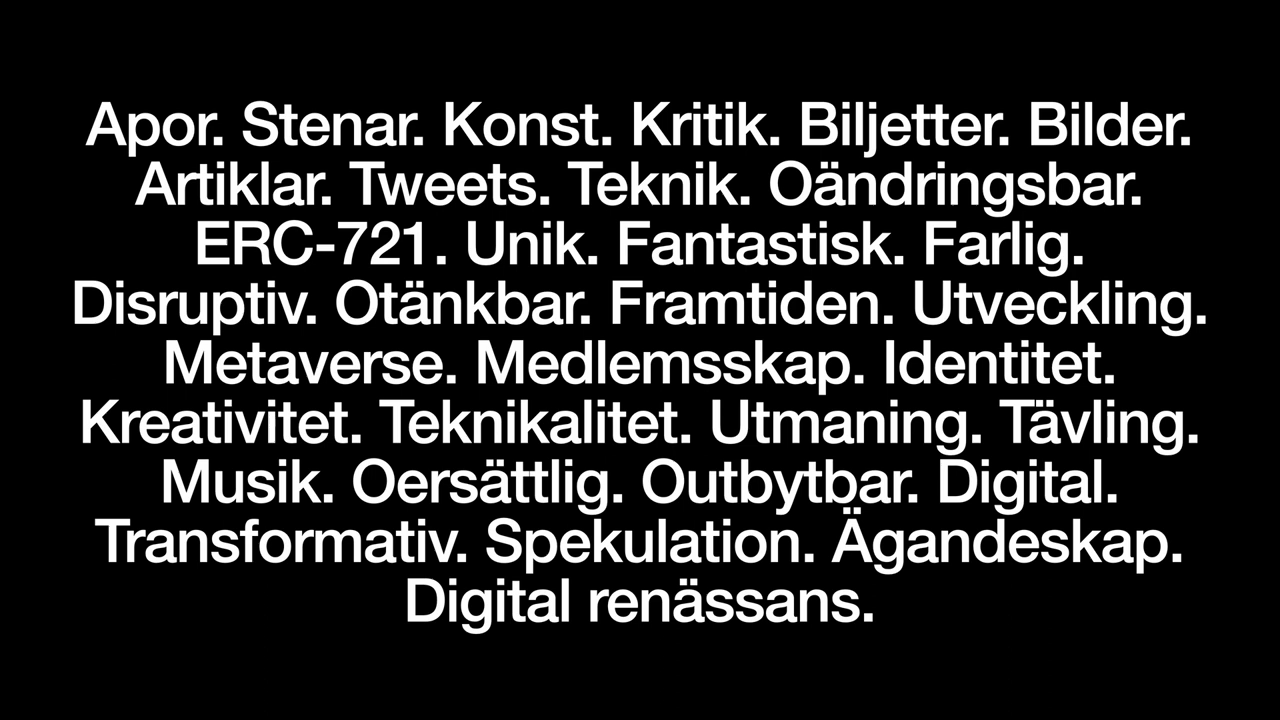 Apor. Stenar. Konst. Kritik. Biljetter. Bilder.
Artiklar. Tweets. Teknik. Oändringsbar.
ERC-721. Unik. Fantastisk. Farlig.
Disruptiv. Otänkbar. Framtiden. Utveckling.
Metaverse. Medlemsskap. Identitet.
Kreativitet. Teknikalitet. Utmaning. Tävling.
Musik. Oersättlig. Outbytbar. Digital.
Transformativ. Spekulation. Ägandeskap.
Digital renässans.